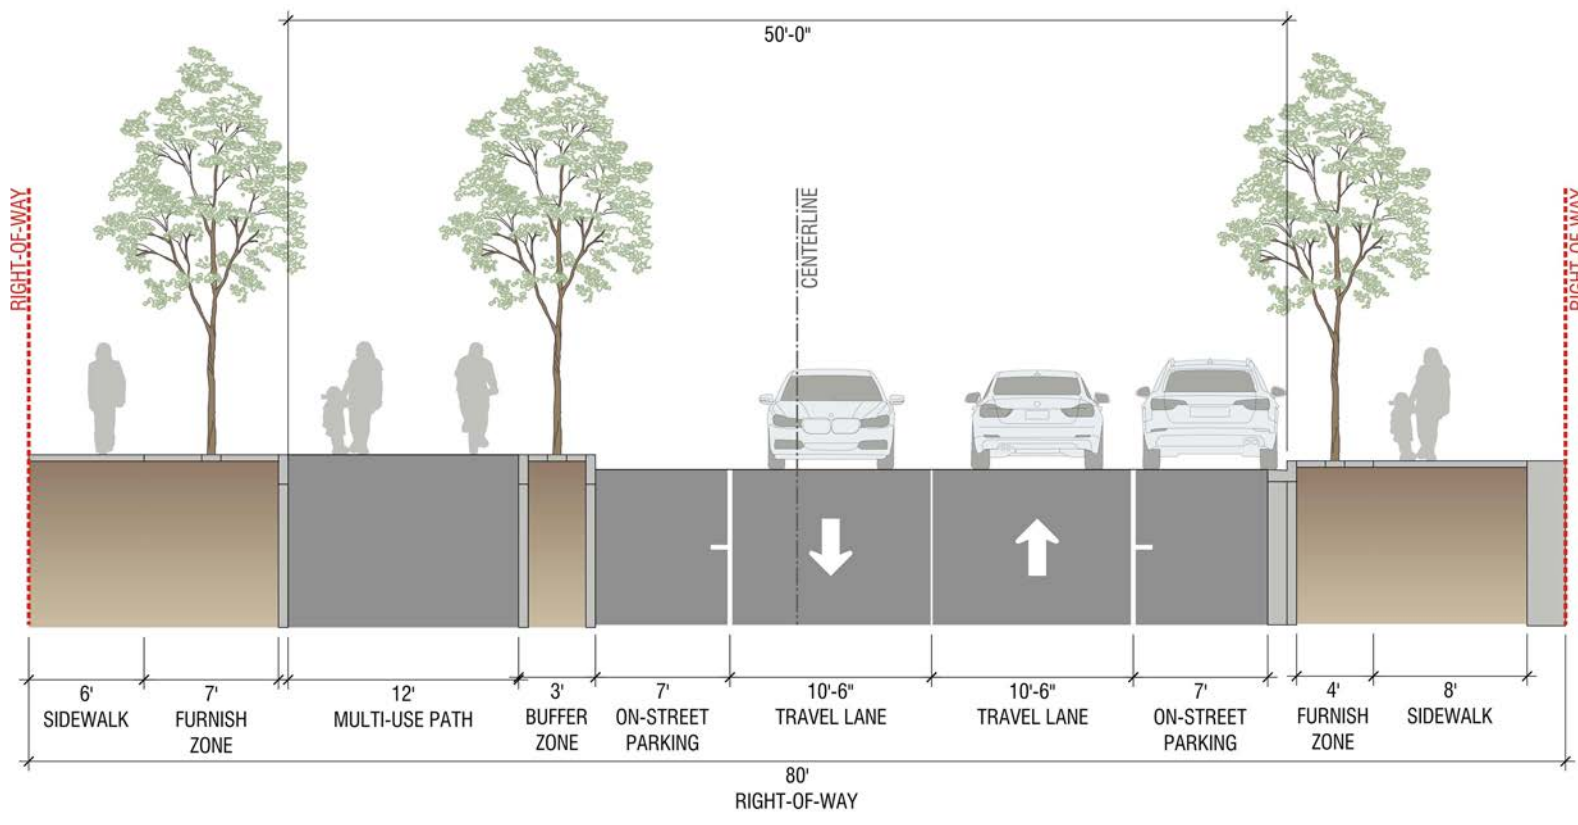 50'-0"
RIGHT-OF-WAY
CENTERLINE
RIGHT-OF-WAY
6'
SIDEWALK
7'
FURNISH
ZONE
12'
MULTI-USE PATH
3'
BUFFER
ZONE
7'
ON-STREET
PARKING
10'-6"
TRAVEL LANE
10'-6"
TRAVEL LANE
7'
ON-STREET
PARKING
4'
FURNISH
ZONE
8'
SIDEWALK
80'
RIGHT-OF-WAY